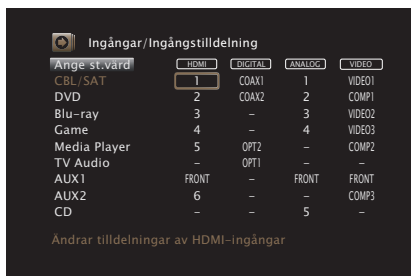 Ingångar/Ingångstilldelning
Ange st.värd HDMI DIGITAL ANALOG VIDEO
CBL/SAT 1 COAX1 1 VIDEO1
DVD 2 COAX2 2 COMP1
Blu-ray 3 – 3 VIDEO2
Game 4 – 4 VIDEO3
Media Player 5 OPT2 – COMP2
TV Audio – OPT1 – –
AUX1 FRONT – FRONT FRONT
AUX2 6 – – COMP3
CD – – 5 –
Ändrar tilldelningar av HDMI-ingångar